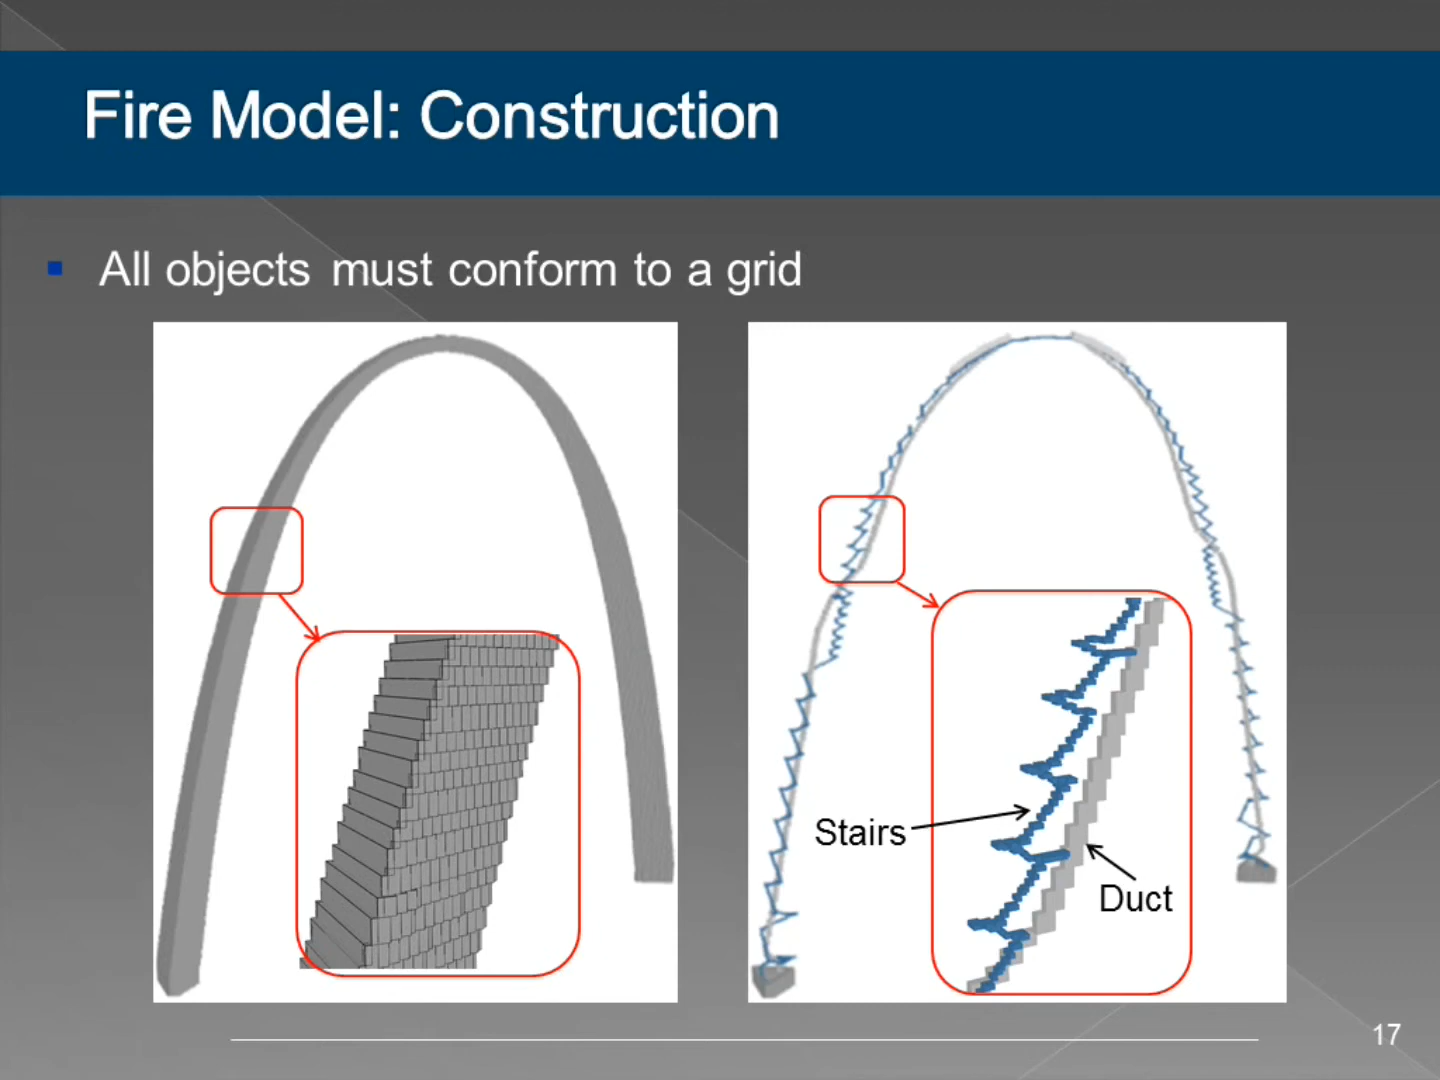 Fire Model: Construction
All objects must conform to a grid
Stairs
Duct
17